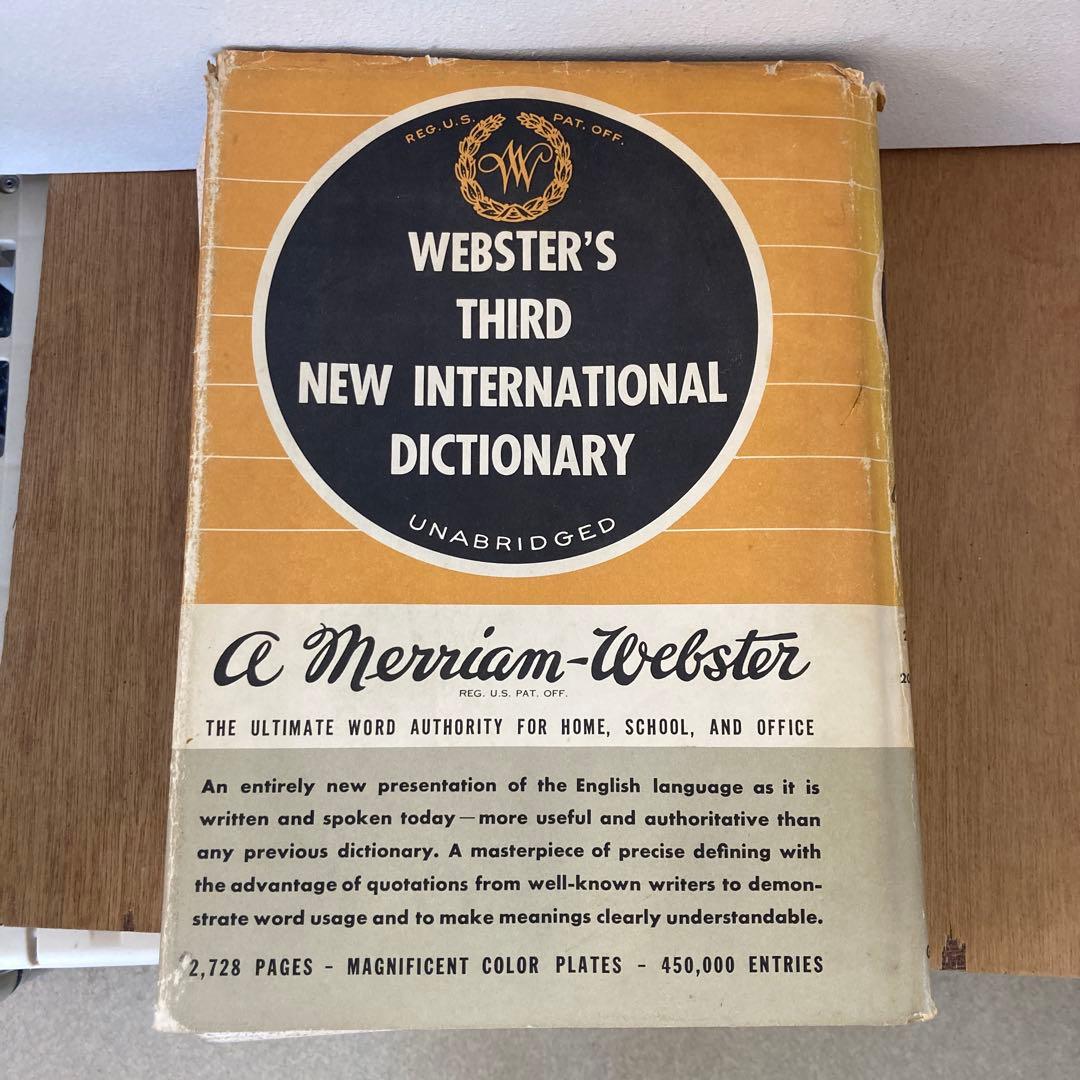 REG. U.S. PAT. OFF.
W
WEBSTER'S
THIRD
NEW INTERNATIONAL
DICTIONARY
UNABRIDGED
a Merriam-Webster
REG. U.S. PAT. OFF.
THE ULTIMATE WORD AUTHORITY FOR HOME, SCHOOL, AND OFFICE
An entirely new presentation of the English language as it is
written and spoken today—more useful and authoritative than
any previous dictionary. A masterpiece of precise defining with
the advantage of quotations from well-known writers to demon-
strate word usage and to make meanings clearly understandable.
2,728 PAGES - MAGNIFICENT COLOR PLATES - 450,000 ENTRIES